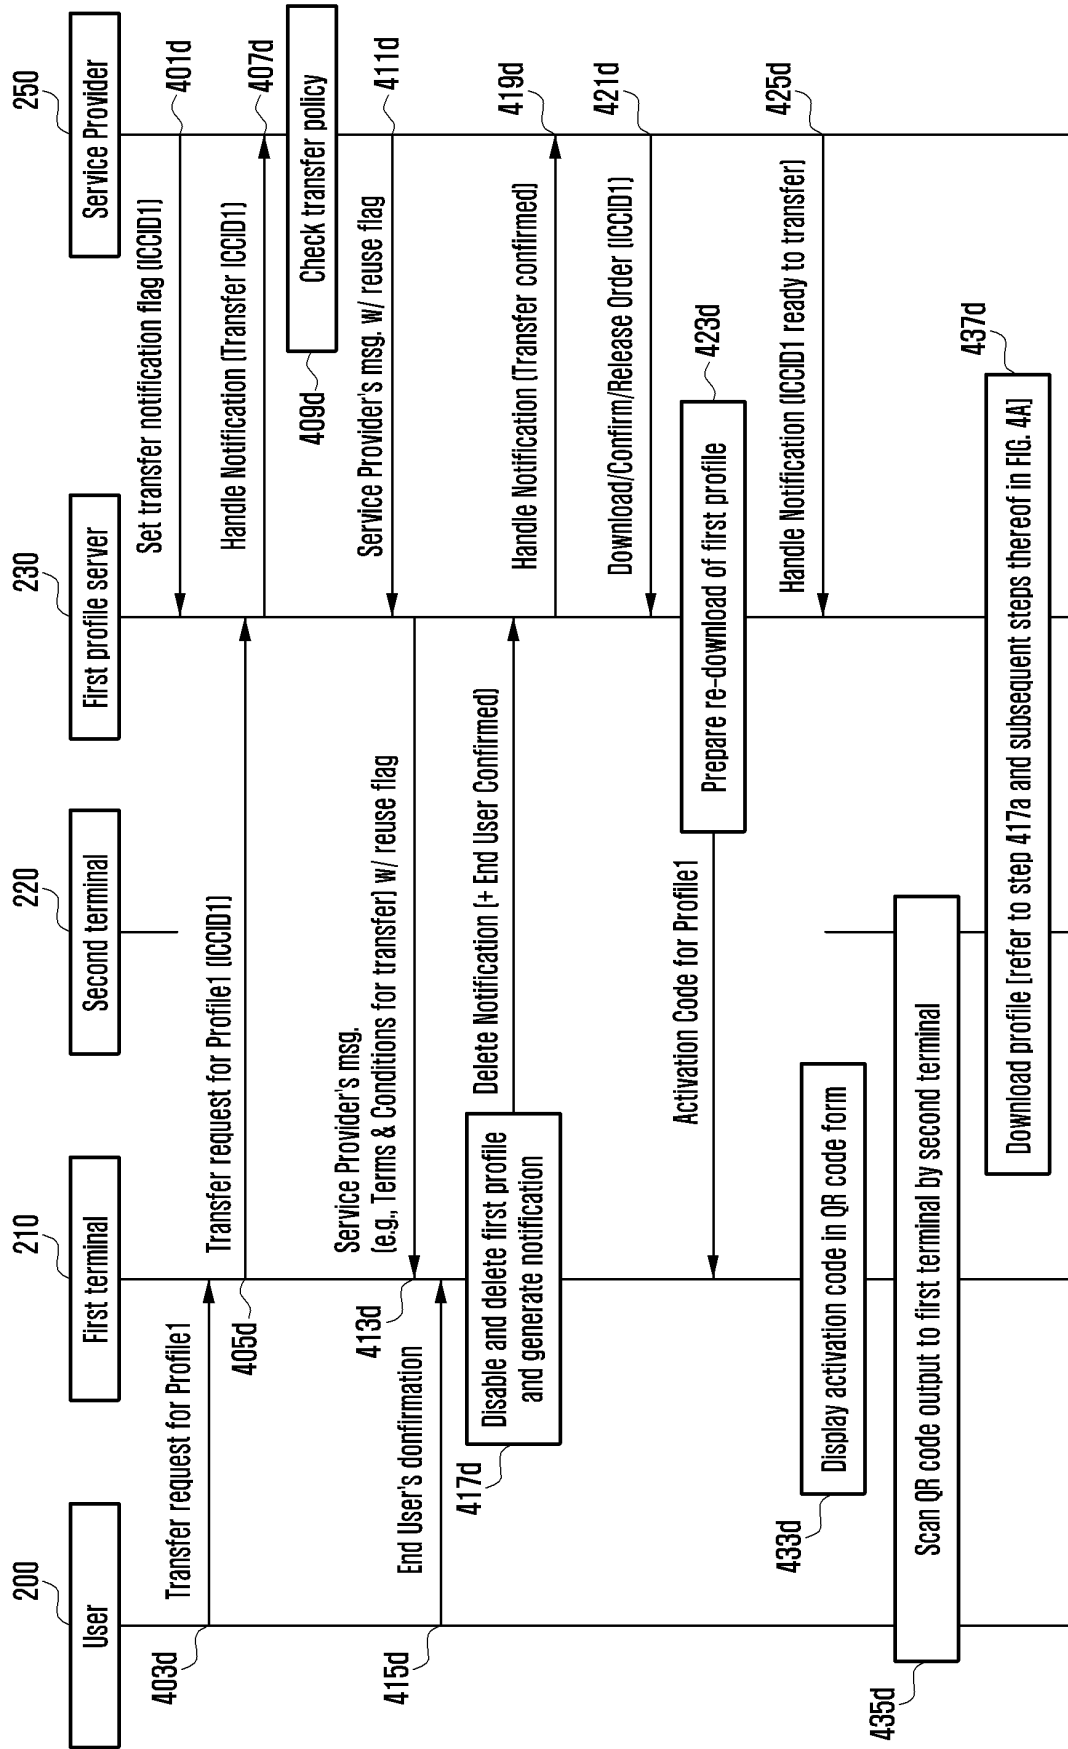 200
User
210
First terminal
220
Second terminal
230
First profile server
250
Service Provider
Set transfer notification flag (ICCID1)
401d
Transfer request for Profile1
403d
Transfer request for Profile1 (ICCID1)
405d
Handle Notification (Transfer ICCID1)
407d
Check transfer policy
409d
Service Provider's msg. w/ reuse flag
411d
Service Provider's msg.
(e.g., Terms & Conditions for transfer) w/ reuse flag
413d
End User's donfirmation
415d
Disable and delete first profile
and generate notification
417d
Delete Notification (+ End User Confirmed)
Handle Notification (Transfer confirmed)
419d
Download/Confirm/Release Order (ICCID1)
421d
Prepare re-download of first profile
423d
Activation Code for Profile1
Handle Notification (ICCID1 ready to transfer)
425d
Display activation code in QR code form
433d
Scan QR code output to first terminal by second terminal
435d
Download profile [refer to step 417a and subsequent steps thereof in FIG. 4A]
437d